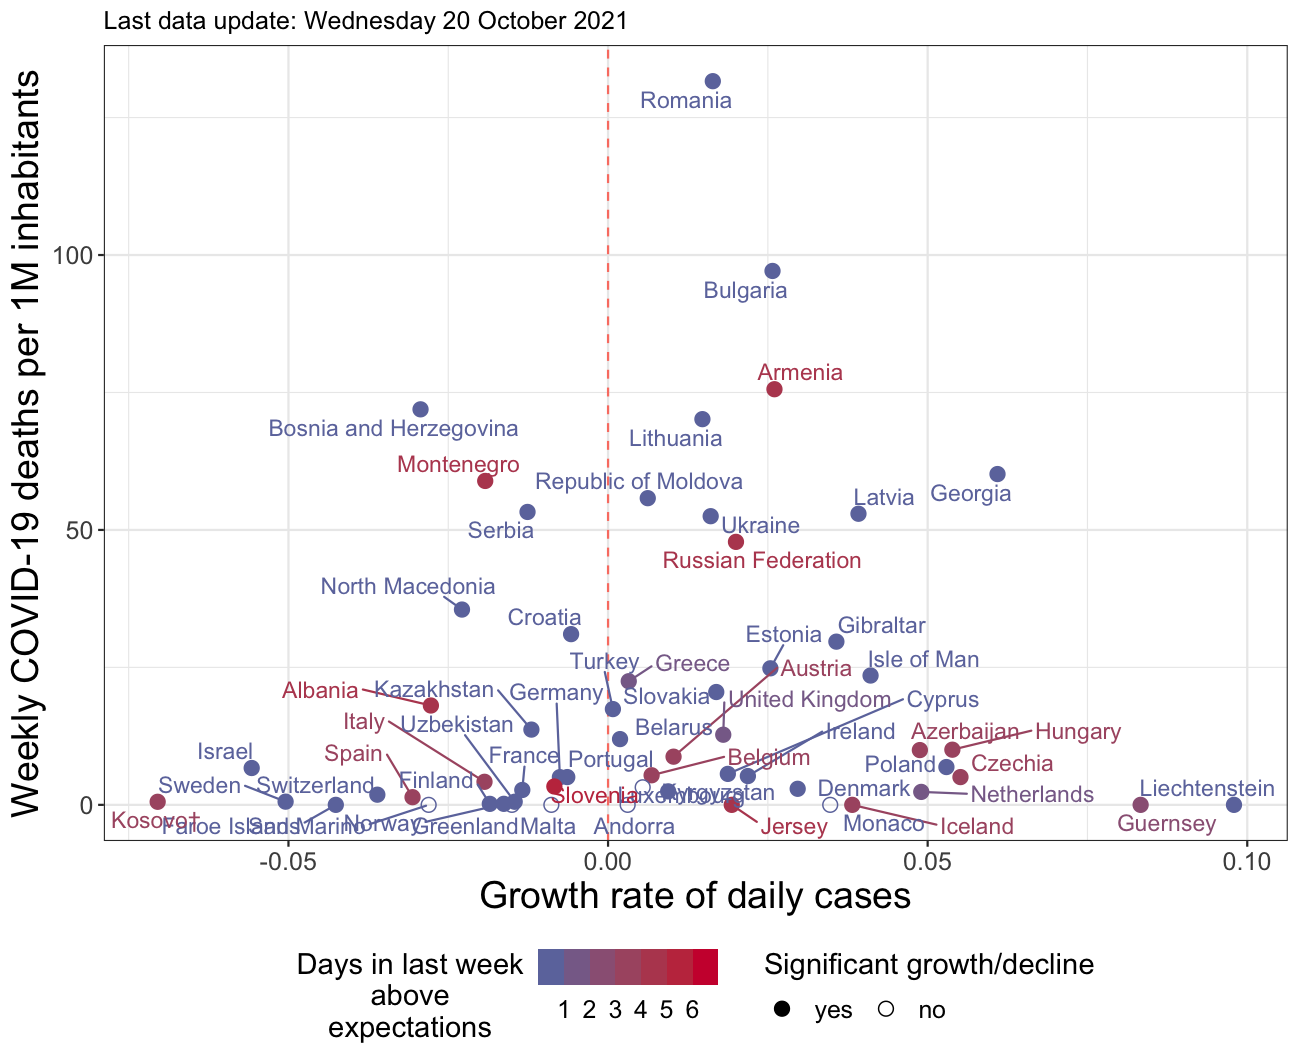 Last data update: Wednesday 20 October 2021
Weekly COVID-19 deaths per 1M inhabitants
Romania
100
Bulgaria
Armenia
Bosnia and Herzegovina
Lithuania
Montenegro
Republic of Moldova
Georgia
Latvia
50
Serbia
Ukraine
Russian Federation
North Macedonia
Croatia
Gibraltar
Estonia
Turkey
Greece
Austria
Isle of Man
Albania
Kazakhstan
Germany
Slovakia
United Kingdom
Cyprus
Italy
Uzbekistan
Belarus
Ireland
Azerbaijan
Hungary
Israel
Spain
France
Portugal
Belgium
Poland
Czechia
Sweden
Switzerland
Finland
Slovenia
Luxembourg
Kyrgyzstan
Denmark
Netherlands
Liechtenstein
0
Kosovo†
Faroe Islands
San Marino
Norway
Greenland
Malta
Andorra
Jersey
Monaco
Iceland
Guernsey
-0.05
0.00
0.05
0.10
Growth rate of daily cases
Days in last week
above
expectations
1 2 3 4 5 6
Significant growth/decline
yes no